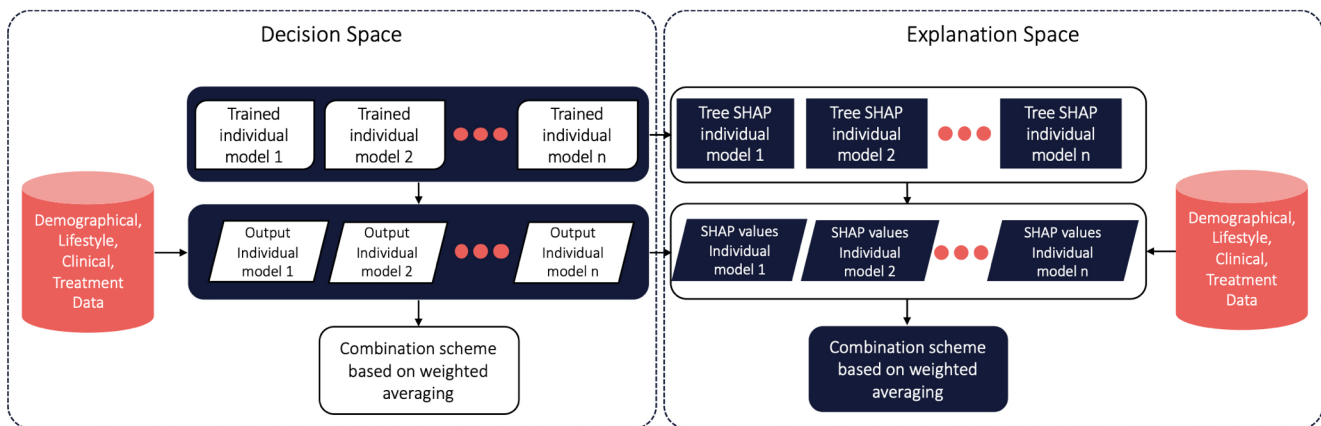 Decision Space
Trained
individual
model 1
Trained
individual
model 2
Trained
individual
model n
Demographical,
Lifestyle,
Clinical,
Treatment
Data
Output
Individual
model 1
Output
Individual
model 2
Output
Individual
model n
Combination scheme
based on weighted
averaging
Explanation Space
Tree SHAP
individual
model 1
Tree SHAP
individual
model 2
Tree SHAP
individual
model n
SHAP values
Individual
model 1
SHAP values
Individual
model 2
SHAP values
Individual
model n
Demographical,
Lifestyle,
Clinical,
Treatment
Data
Combination scheme
based on weighted
averaging